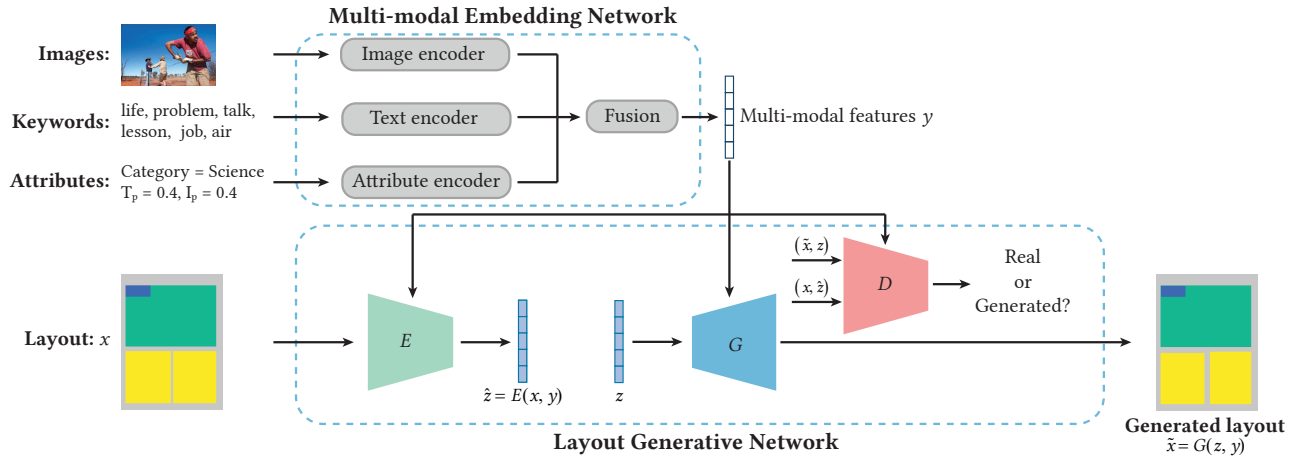 Multi-modal Embedding Network
Images:
Image encoder
Keywords:
life, problem, talk,
lesson, job, air
Text encoder
Fusion
Multi-modal features y
Attributes:
Category = Science
Tₚ = 0.4, Iₚ = 0.4
Attribute encoder
(x̃, z)
(x, ẑ)
D
Real
or
Generated?
Layout: x
E
G
ẑ = E(x, y)
z
Layout Generative Network
Generated layout
x̃ = G(z, y)